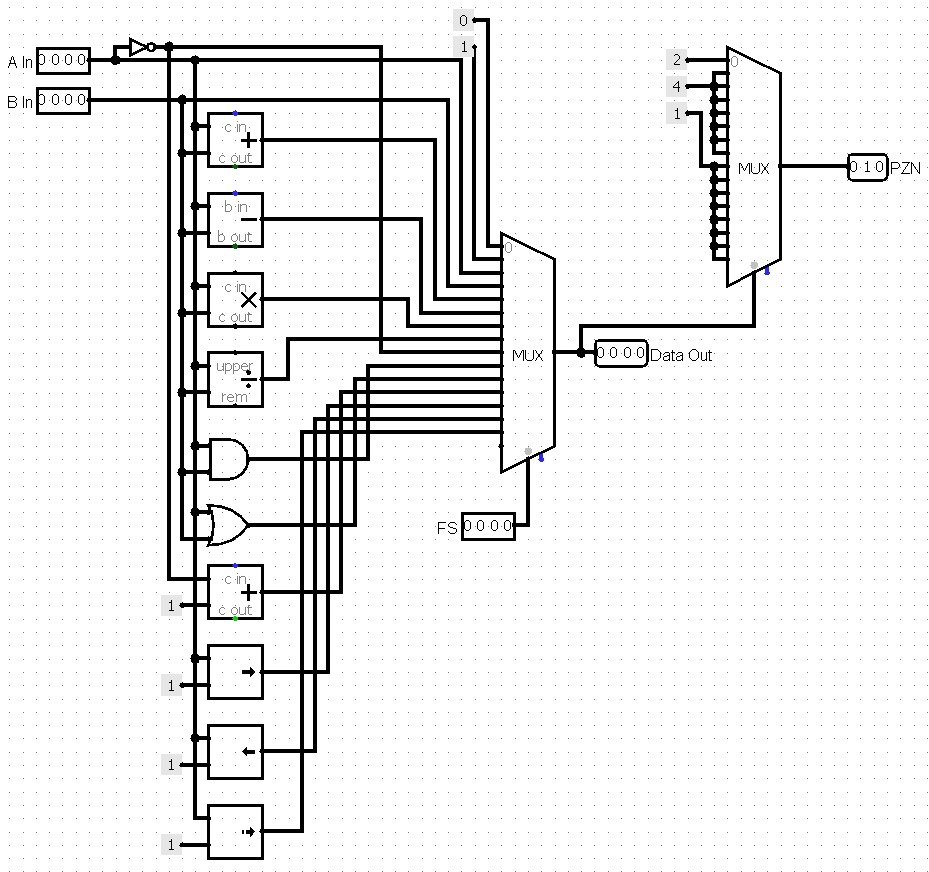 0
1
A In 0 0 0 0
B In 0 0 0 0
2
4
1
0
MUX
0 1 0 PZN
c in
+
c out
b in
−
b out
c in
×
c out
upper
÷
rem
0
MUX
0 0 0 0 Data Out
FS 0 0 0 0
c in
+
c out
1
1
1
1